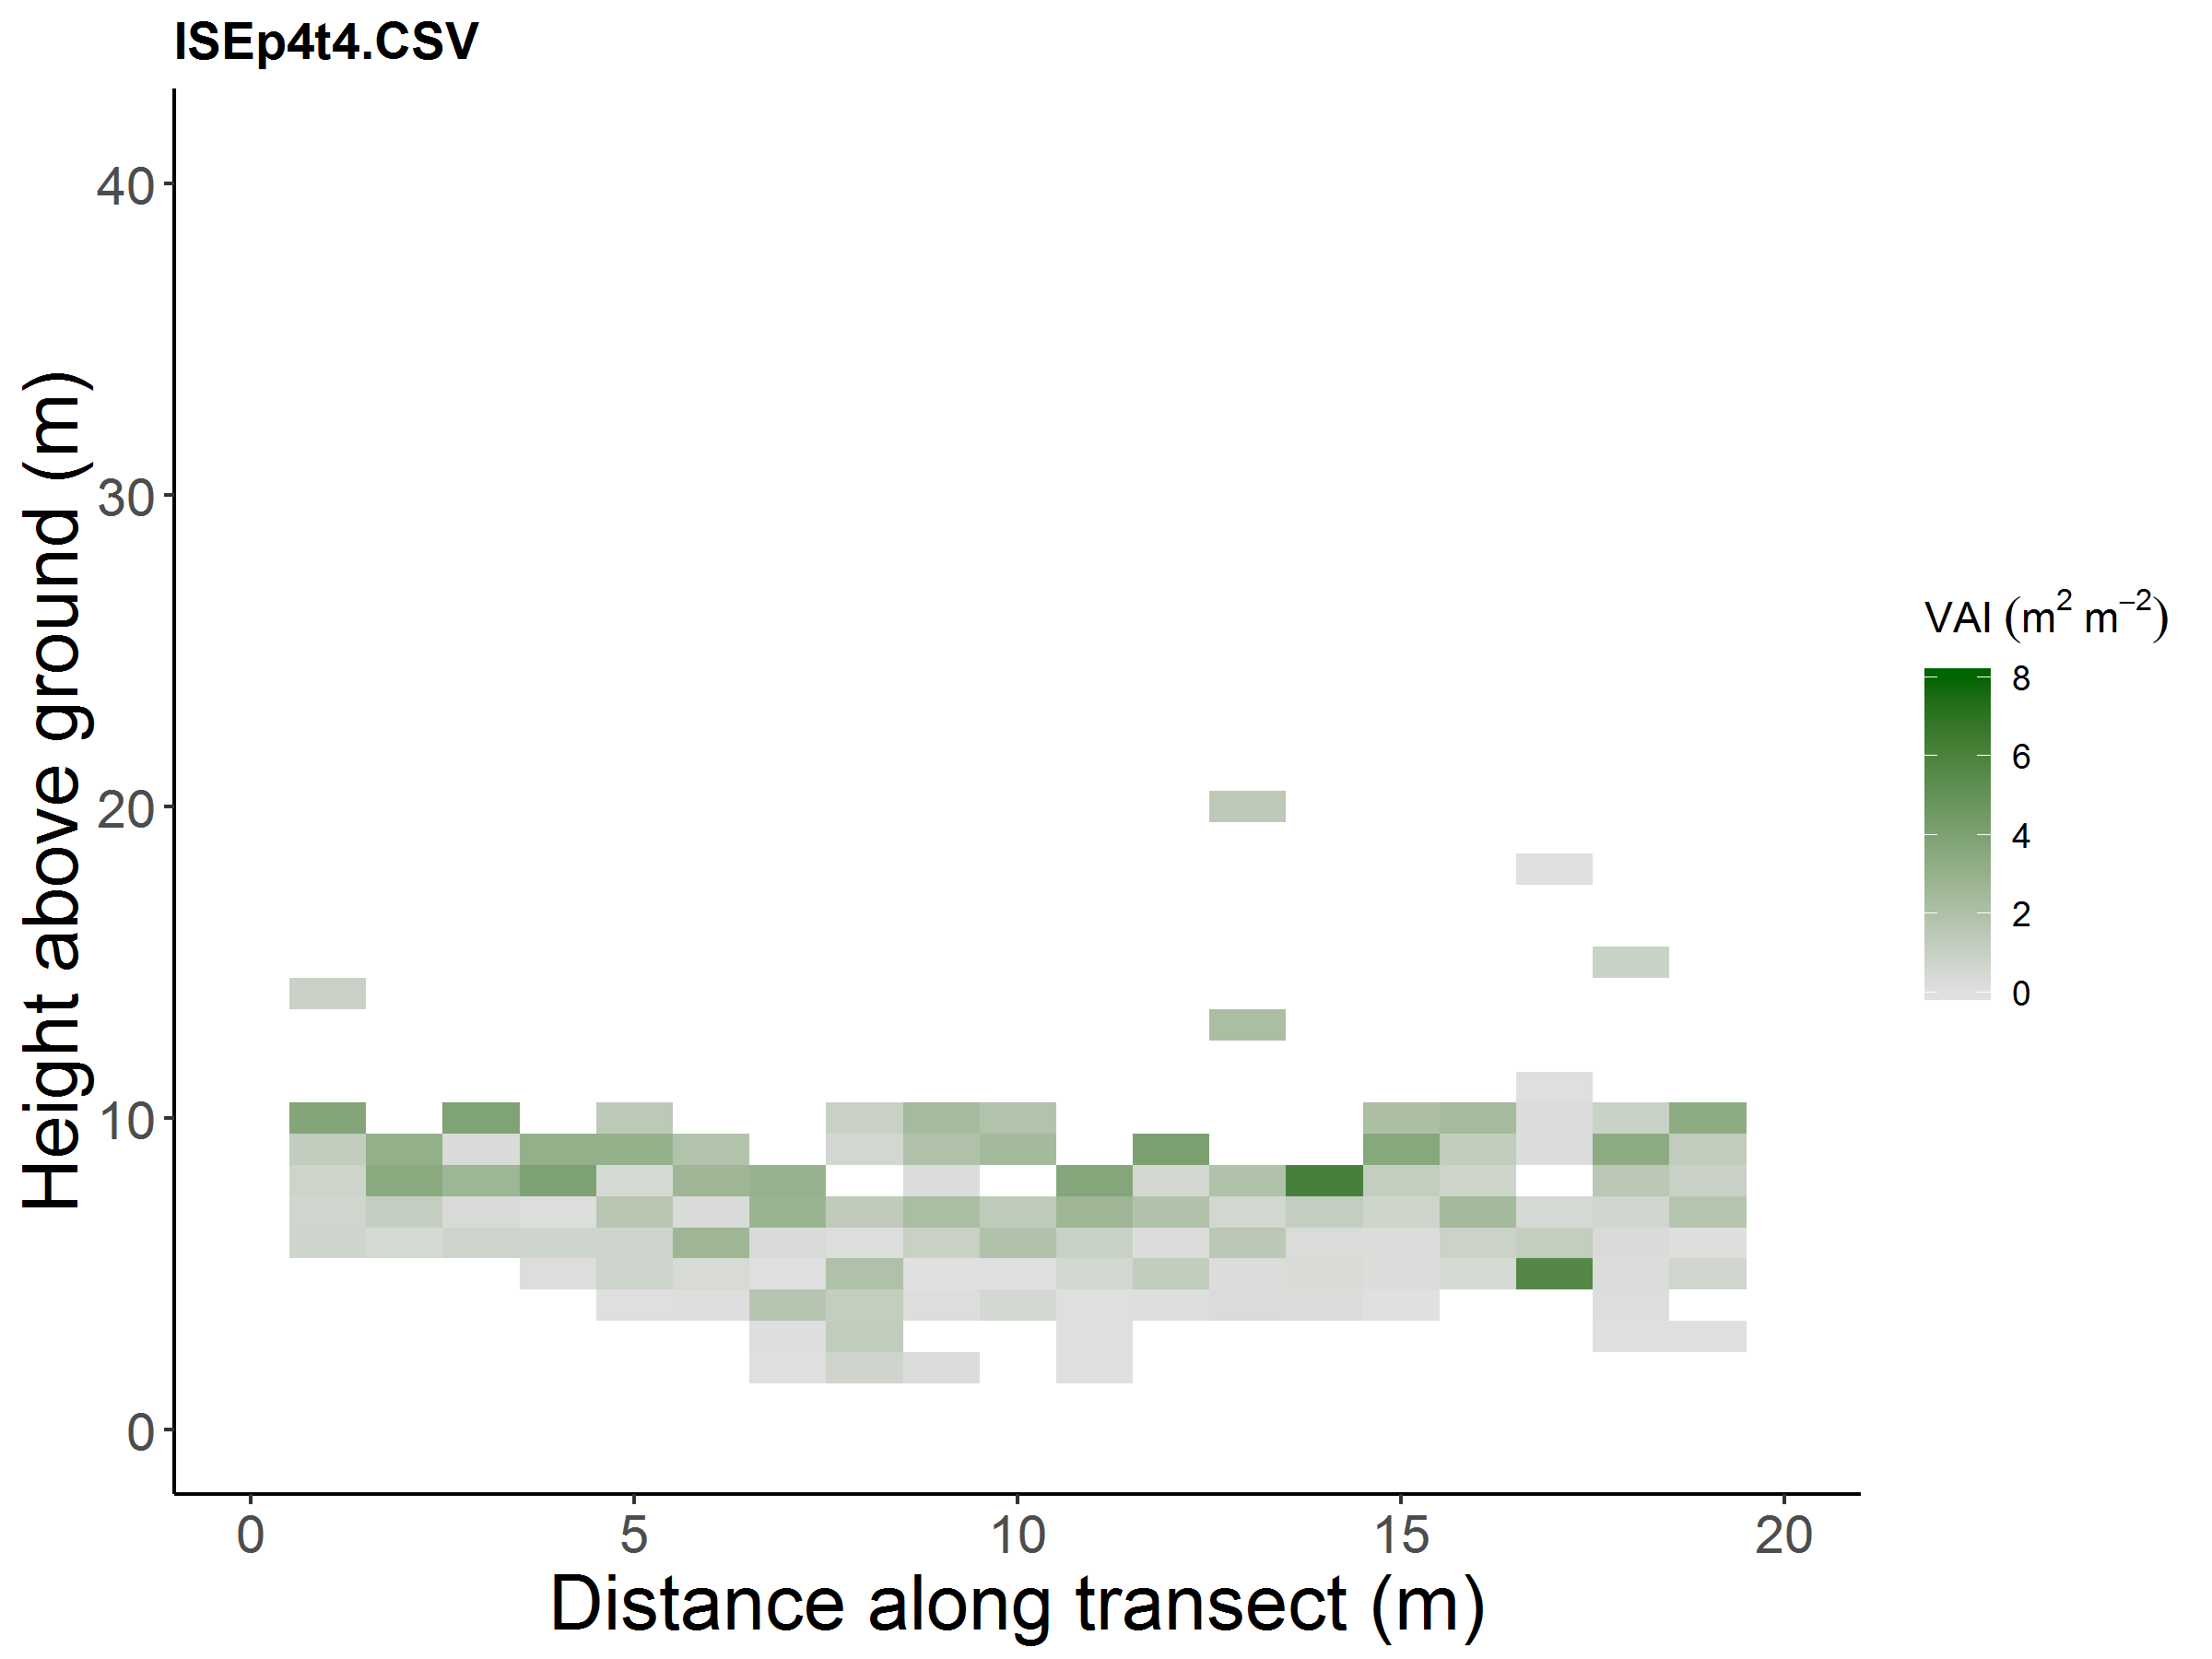 ISEp4t4.CSV
Height above ground (m)
40
30
20
10
0
0 5 10 15 20
Distance along transect (m)
VAI (m² m⁻²)
8
6
4
2
0